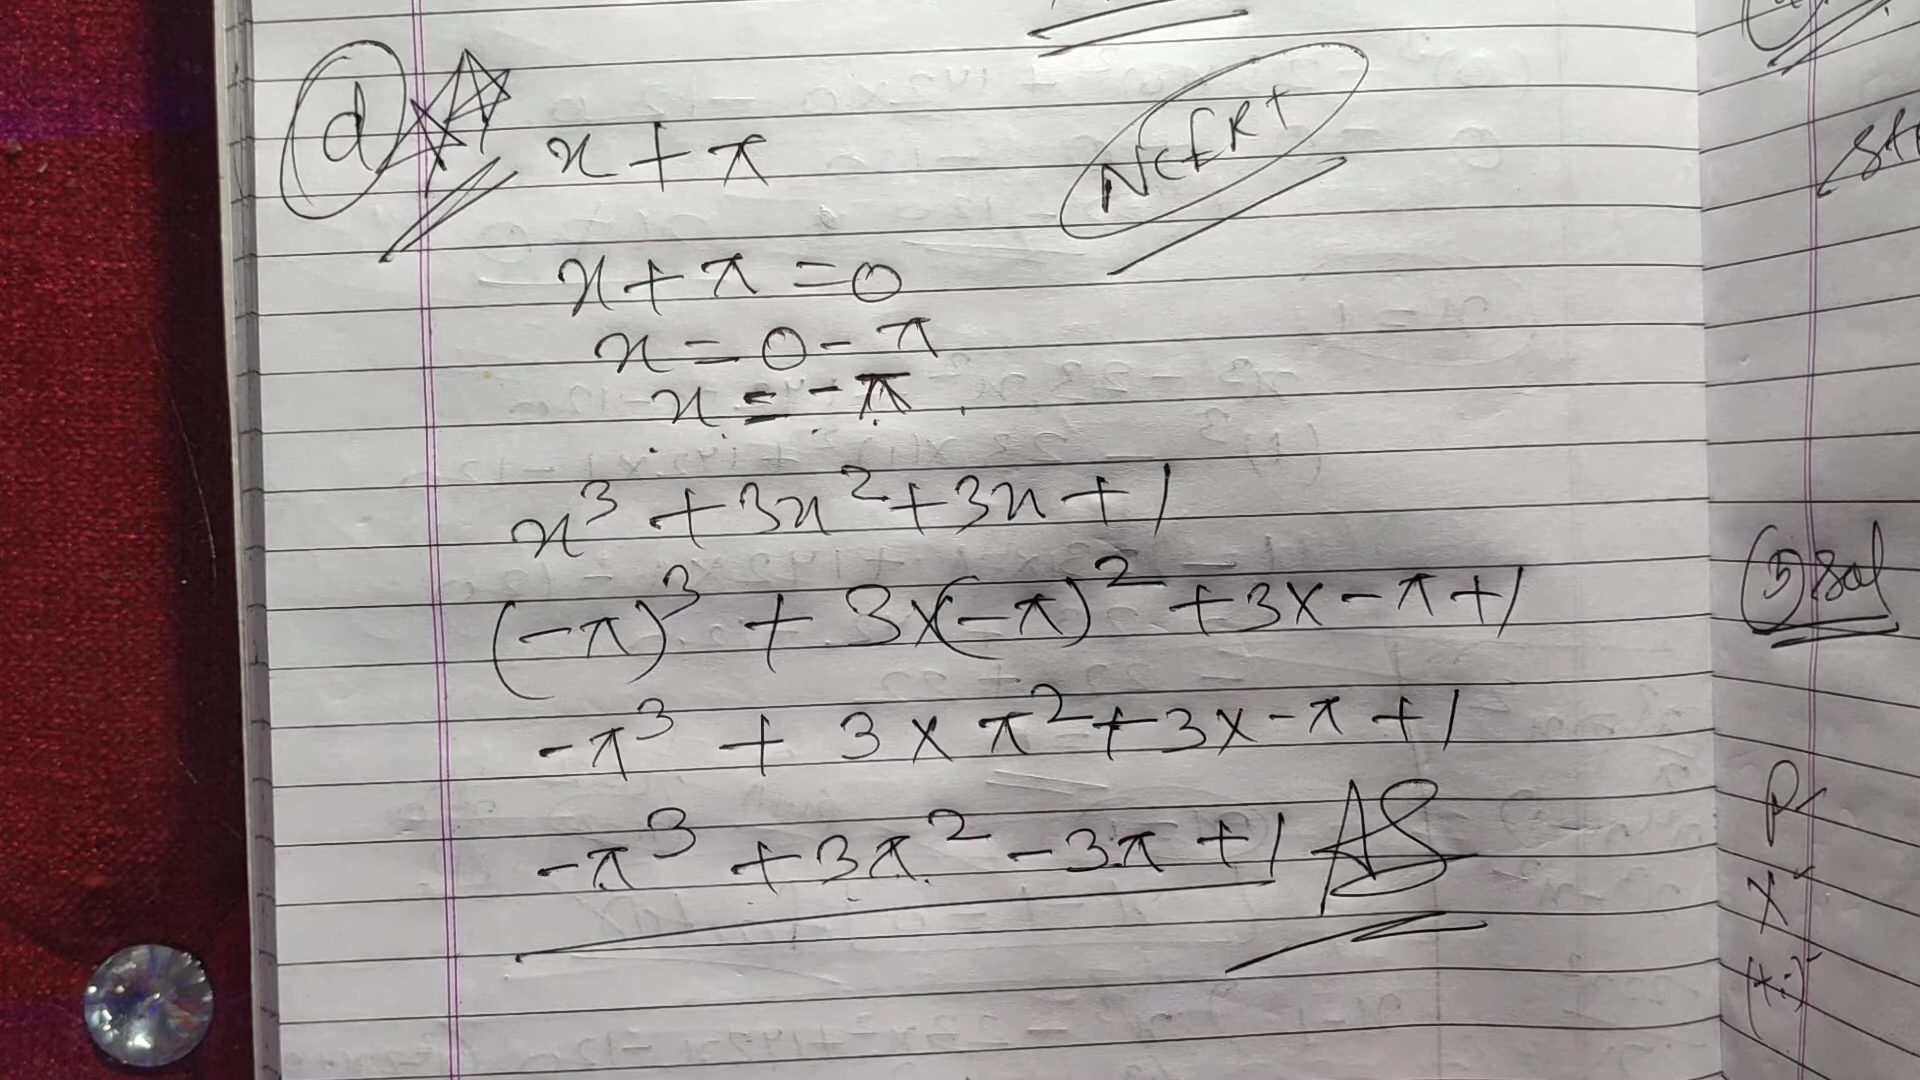 d x + π NCERT
x + π = 0
x = 0 - π
x = - π
x³ + 3x² + 3x + 1
(-π)³ + 3×(-π)² + 3× - π + 1
-π³ + 3 × π² + 3× - π + 1
-π³ + 3π² - 3π + 1 AS
5 Sol